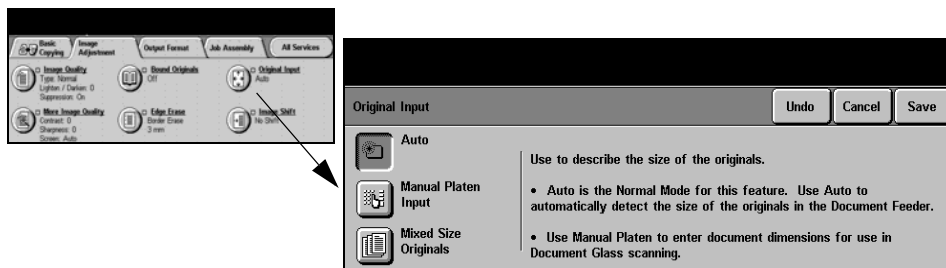 Basic Copying
Image Adjustment
Output Format
Job Assembly
All Services
Image Quality
Type: Normal
Lighten / Darken: 0
Suppression: On
Bound Originals
Off
Original Input
Auto
More Image Quality
Contrast: 0
Sharpness: 0
Screen: Auto
Edge Erase
Border Erase
3 mm
Image Shift
No Shift
Original Input
Undo
Cancel
Save
Auto
Manual Platen
Input
Mixed Size
Originals
Use to describe the size of the originals.
• Auto is the Normal Mode for this feature. Use Auto to
automatically detect the size of the originals in the Document Feeder.
• Use Manual Platen to enter document dimensions for use in
Document Glass scanning.